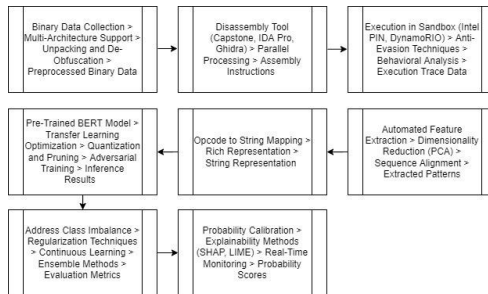 Binary Data Collection >
Multi-Architecture Support >
Unpacking and De-
Obfuscation >
Preprocessed Binary Data
Disassembly Tool
(Capstone, IDA Pro,
Ghidra) > Parallel
Processing > Assembly
Instructions
Execution in Sandbox (Intel
PIN, DynamoRIO) > Anti-
Evasion Techniques >
Behavioral Analysis >
Execution Trace Data
Automated Feature
Extraction > Dimensionality
Reduction (PCA) >
Sequence Alignment >
Extracted Patterns
Opcode to String Mapping >
Rich Representation >
String Representation
Pre-Trained BERT Model >
Transfer Learning
Optimization > Quantization
and Pruning > Adversarial
Training > Inference
Results
Address Class Imbalance >
Regularization Techniques
> Continuous Learning >
Ensemble Methods >
Evaluation Metrics
Probability Calibration >
Explainability Methods
(SHAP, LIME) > Real-Time
Monitoring > Probability
Scores